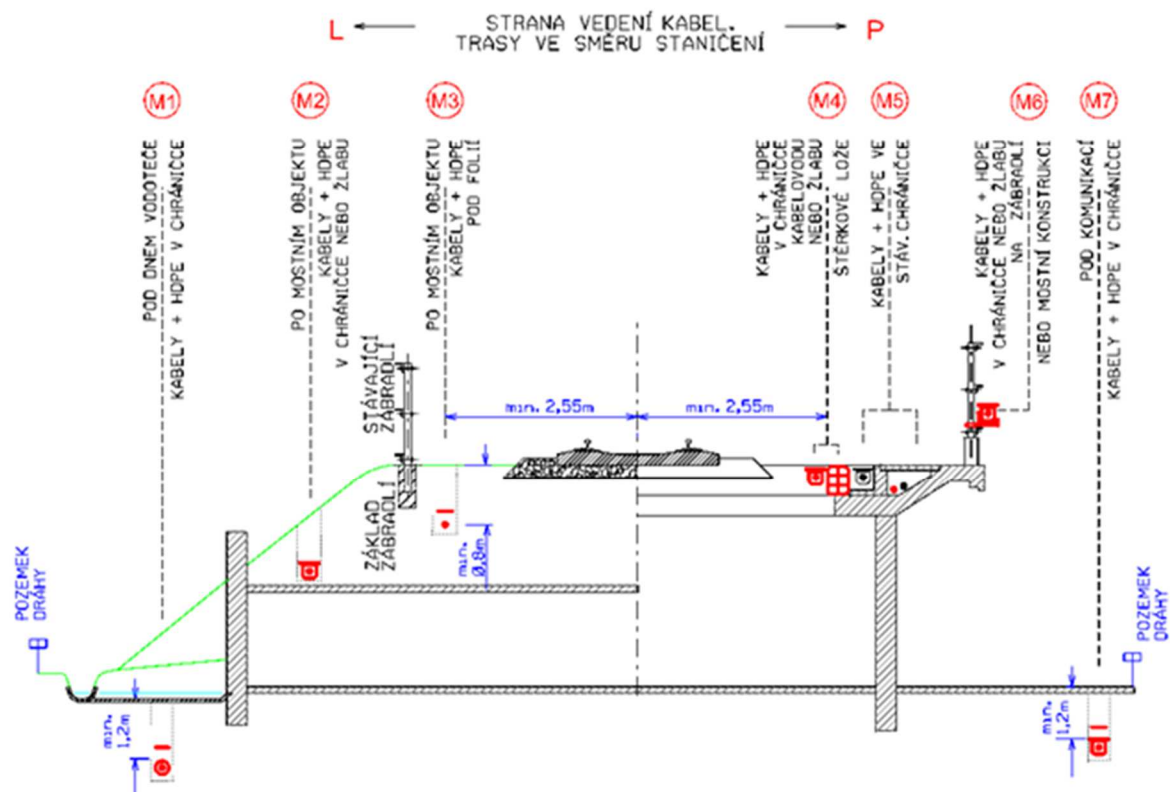 L
STRANA VEDENÍ KABEL.
TRASY VE SMĚRU STANIČENÍ
P
M1
M2
M3
M4
M5
M6
M7
POD DNEM VODOTEČE
KABELY + HDPE V CHRÁNIČCE
PO MOSTNÍM OBJEKTU
KABELY + HDPE
V CHRÁNIČCE NEBO ŽLABU
PO MOSTNÍM OBJEKTU
KABELY + HDPE
POD FOLIÍ
KABELY + HDPE
V CHRÁNIČCE
KABELOVODU
NEBO ŽLABU
ŠTĚRKOVÉ LOŽE
KABELY + HDPE VE
STÁV. CHRÁNIČCE
KABELY + HDPE
V CHRÁNIČCE NEBO ŽLABU
NA ZÁBRADLÍ
NEBO MOSTNÍ KONSTRUKCI
POD KOMUNIKACÍ
KABELY + HDPE V CHRÁNIČCE
STÁVAJÍCÍ
ZÁBRADLÍ
min. 2,55m
min. 2,55m
ZÁKLAD
ZÁBRADLÍ
min.
0,8m
POZEMEK
DRÁHY
POZEMEK
DRÁHY
min.
1,2m
min.
1,2m